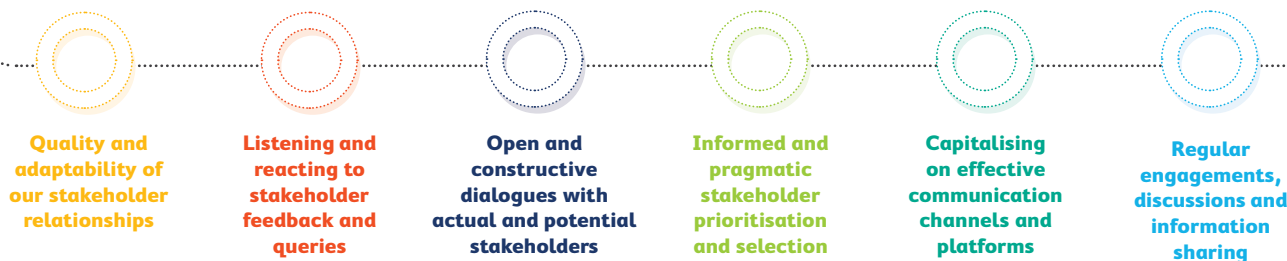 Quality and
adaptability of
our stakeholder
relationships
Listening and
reacting to
stakeholder
feedback and
queries
Open and
constructive
dialogues with
actual and potential
stakeholders
Informed and
pragmatic
stakeholder
prioritisation
and selection
Capitalising
on effective
communication
channels and
platforms
Regular
engagements,
discussions and
information
sharing